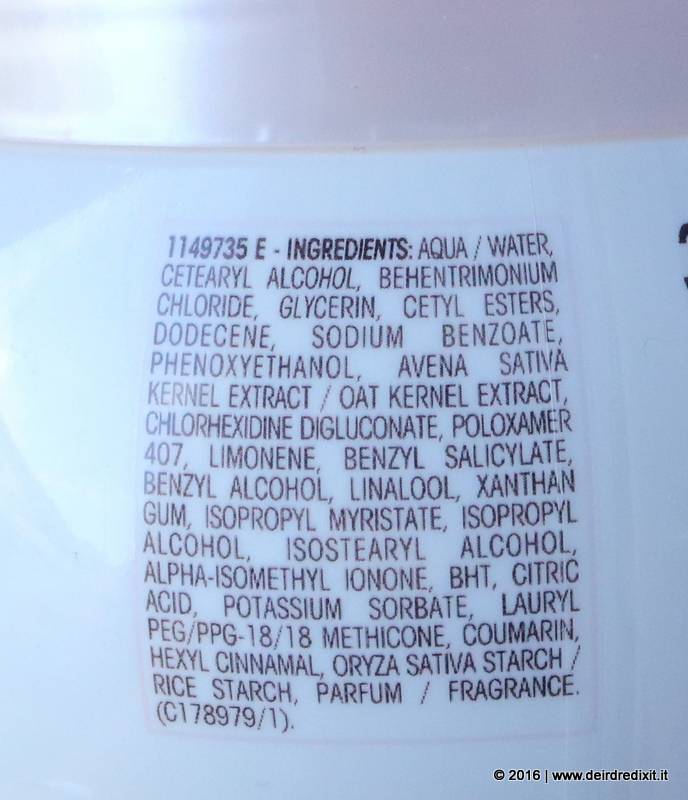 1149735 E - INGREDIENTS: AQUA / WATER,
CETEARYL ALCOHOL, BEHENTRIMONIUM
CHLORIDE, GLYCERIN, CETYL ESTERS,
DODECENE, SODIUM BENZOATE,
PHENOXYETHANOL, AVENA SATIVA
KERNEL EXTRACT / OAT KERNEL EXTRACT,
CHLORHEXIDINE DIGLUCONATE, POLOXAMER
407, LIMONENE, BENZYL SALICYLATE,
BENZYL ALCOHOL, LINALOOL, XANTHAN
GUM, ISOPROPYL MYRISTATE, ISOPROPYL
ALCOHOL, ISOSTEARYL ALCOHOL,
ALPHA-ISOMETHYL IONONE, BHT, CITRIC
ACID, POTASSIUM SORBATE, LAURYL
PEG/PPG-18/18 METHICONE, COUMARIN,
HEXYL CINNAMAL, ORYZA SATIVA STARCH /
RICE STARCH, PARFUM / FRAGRANCE.
(C178979/1).
© 2016 | www.deirdredixit.it